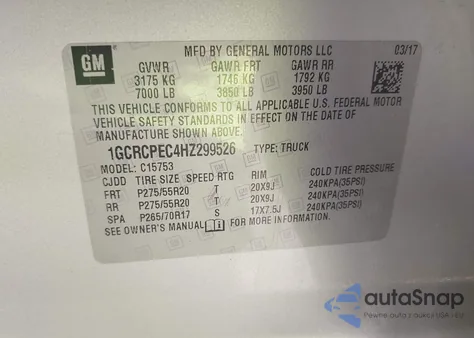 GM
MFD BY GENERAL MOTORS LLC 03/17
GVWR GAWR FRT GAWR RR
3175 KG 1746 KG 1792 KG
7000 LB 3850 LB 3950 LB
THIS VEHICLE CONFORMS TO ALL APPLICABLE U.S. FEDERAL MOTOR
VEHICLE SAFETY STANDARDS IN EFFECT ON THE DATE OF
MANUFACTURE SHOWN ABOVE.
1GCRCPEC4HZ299526 TYPE: TRUCK
MODEL: C15753
CJDD TIRE SIZE SPEED RTG RIM COLD TIRE PRESSURE
FRT P275/55R20 T 20X9J 240KPA(35PSI)
RR P275/55R20 T 20X9J 240KPA(35PSI)
SPA P265/70R17 S 17X7.5J 240KPA(35PSI)
SEE OWNER'S MANUAL FOR MORE INFORMATION.
autoSnap
Pewne auto z aukcji USA